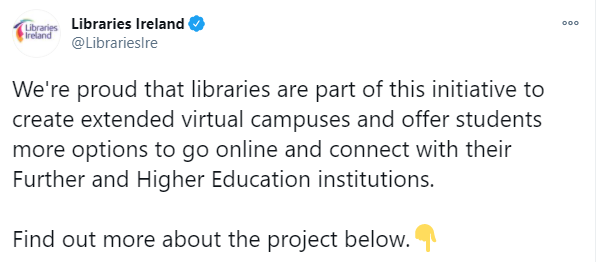 Libraries
Ireland
Libraries Ireland
@LibrariesIre
We're proud that libraries are part of this initiative to
create extended virtual campuses and offer students
more options to go online and connect with their
Further and Higher Education institutions.
Find out more about the project below.👇